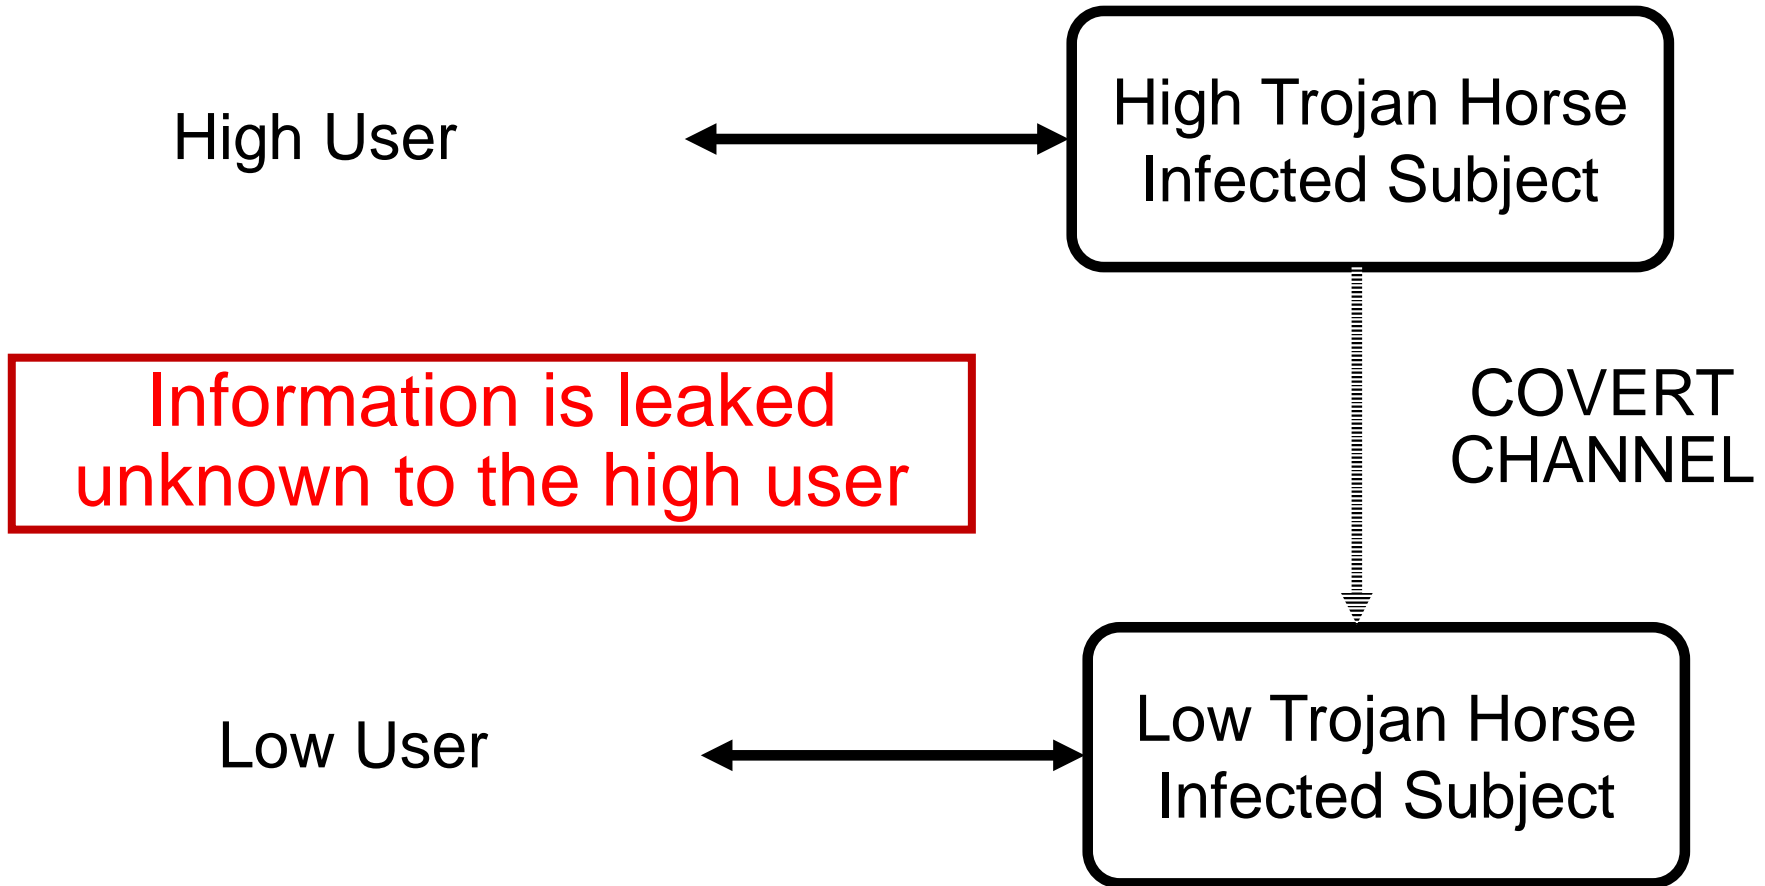 High User
High Trojan Horse
Infected Subject
Information is leaked
unknown to the high user
COVERT
CHANNEL
Low User
Low Trojan Horse
Infected Subject